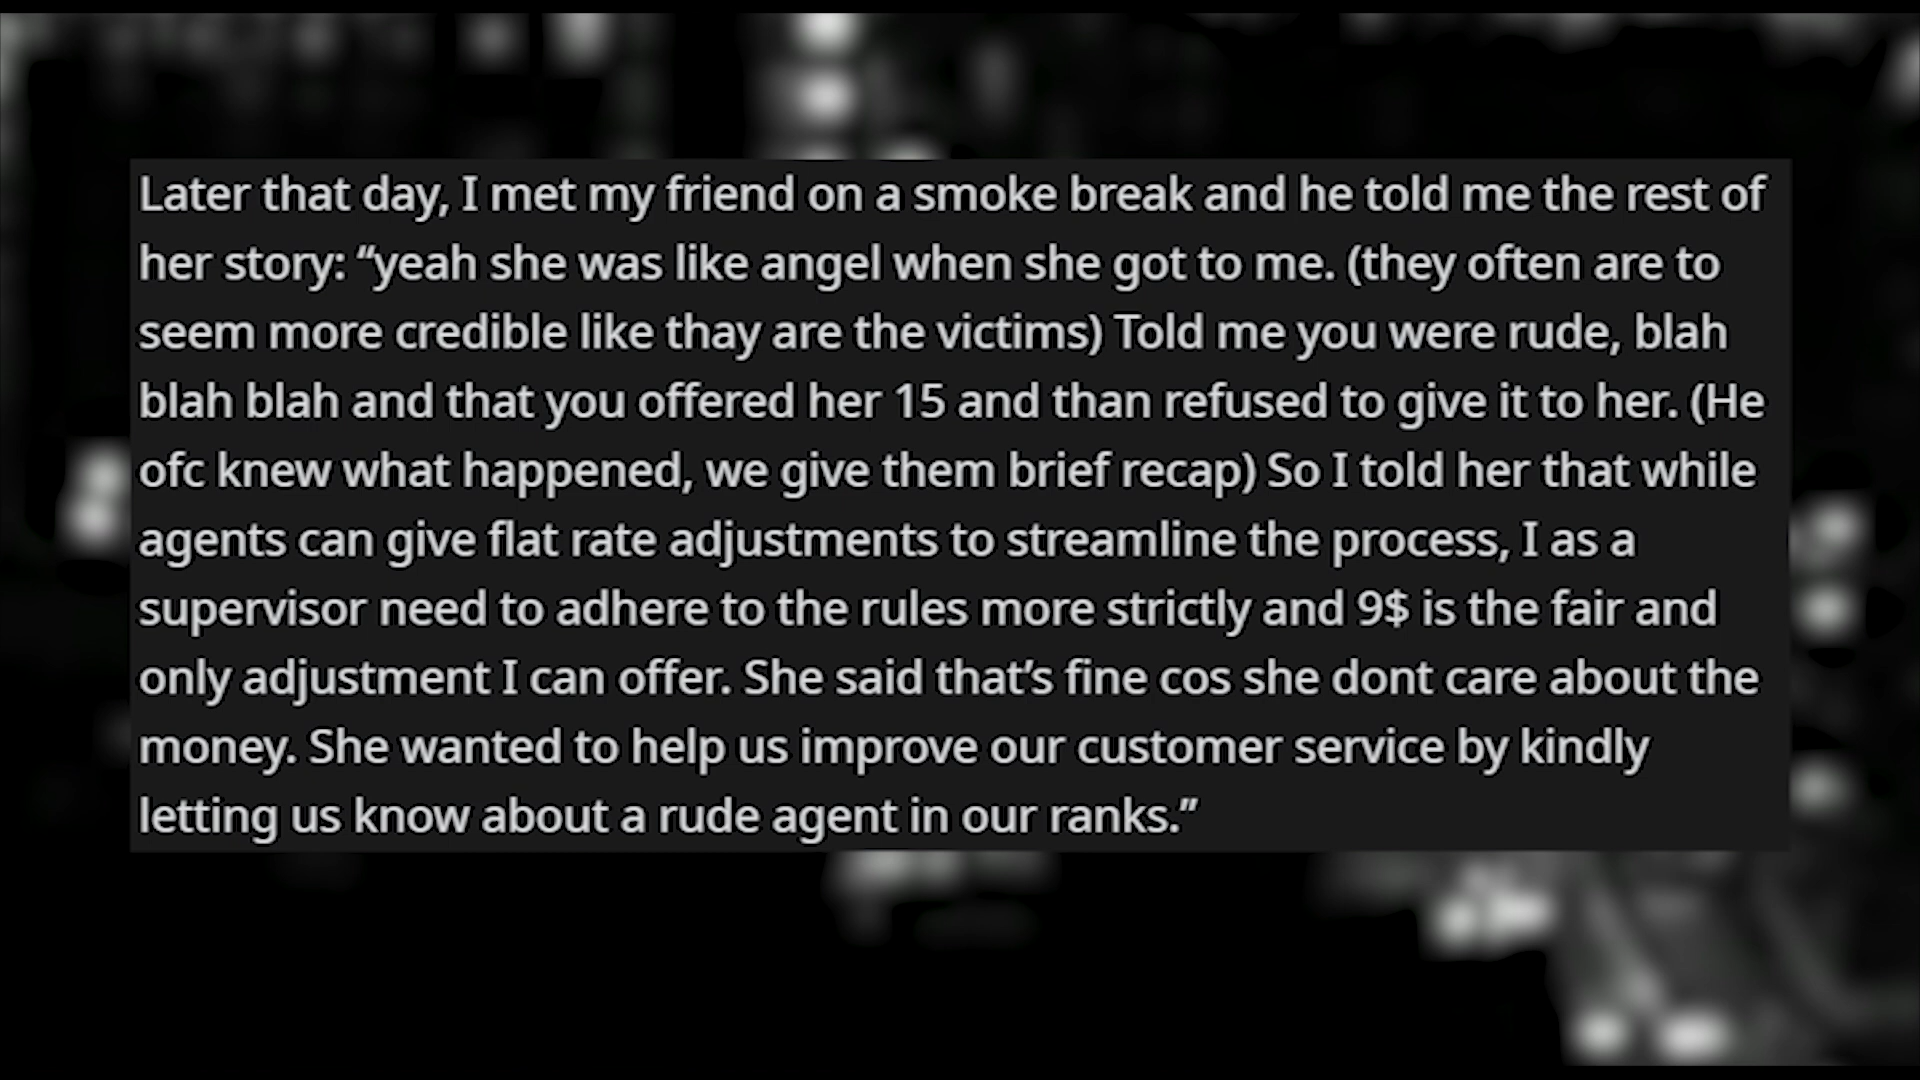 Later that day, I met my friend on a smoke break and he told me the rest of
her story: “yeah she was like angel when she got to me. (they often are to
seem more credible like thay are the victims) Told me you were rude, blah
blah blah and that you offered her 15 and than refused to give it to her. (He
ofc knew what happened, we give them brief recap) So I told her that while
agents can give flat rate adjustments to streamline the process, I as a
supervisor need to adhere to the rules more strictly and 9$ is the fair and
only adjustment I can offer. She said that’s fine cos she dont care about the
money. She wanted to help us improve our customer service by kindly
letting us know about a rude agent in our ranks.”